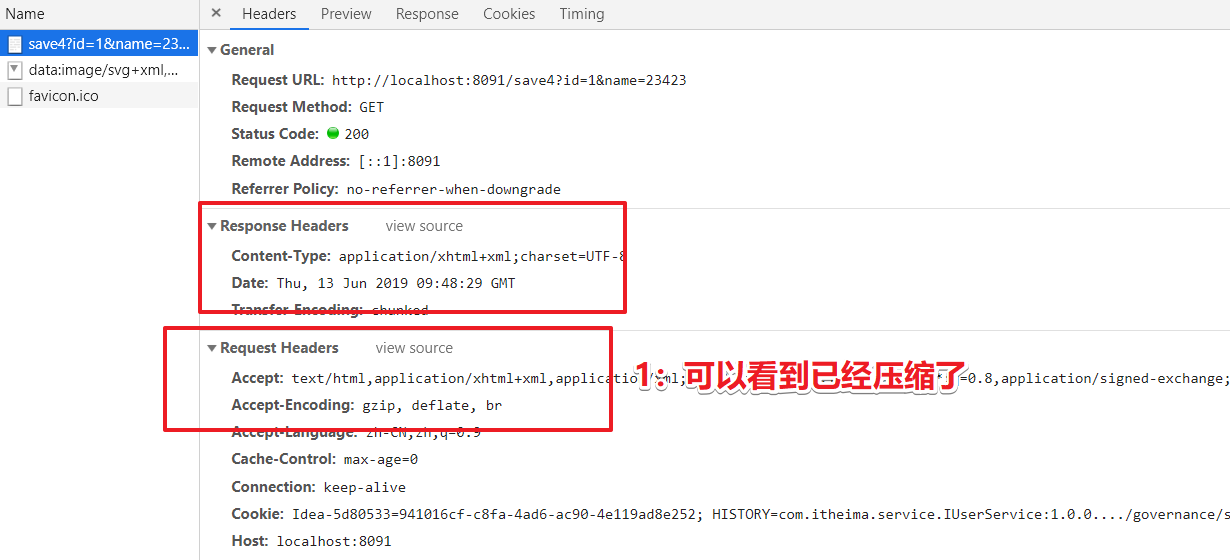 Name
× Headers Preview Response Cookies Timing
save4?id=1&name=23...
data:image/svg+xml,...
favicon.ico
General
Request URL: http://localhost:8091/save4?id=1&name=23423
Request Method: GET
Status Code: 200
Remote Address: [::1]:8091
Referrer Policy: no-referrer-when-downgrade
Response Headers view source
Content-Type: application/xhtml+xml;charset=UTF-8
Date: Thu, 13 Jun 2019 09:48:29 GMT
Transfer-Encoding: chunked
Request Headers view source
Accept: text/html,application/xhtml+xml,application/xml; =0.8,application/signed-exchange;
1：可以看到已经压缩了
Accept-Encoding: gzip, deflate, br
Accept-Language: zh-CN,zh;q=0.9
Cache-Control: max-age=0
Connection: keep-alive
Cookie: Idea-5d80533=941016cf-c8fa-4ad6-ac90-4e119ad8e252; HISTORY=com.itheima.service.IUserService:1.0.0..../governance/s
Host: localhost:8091